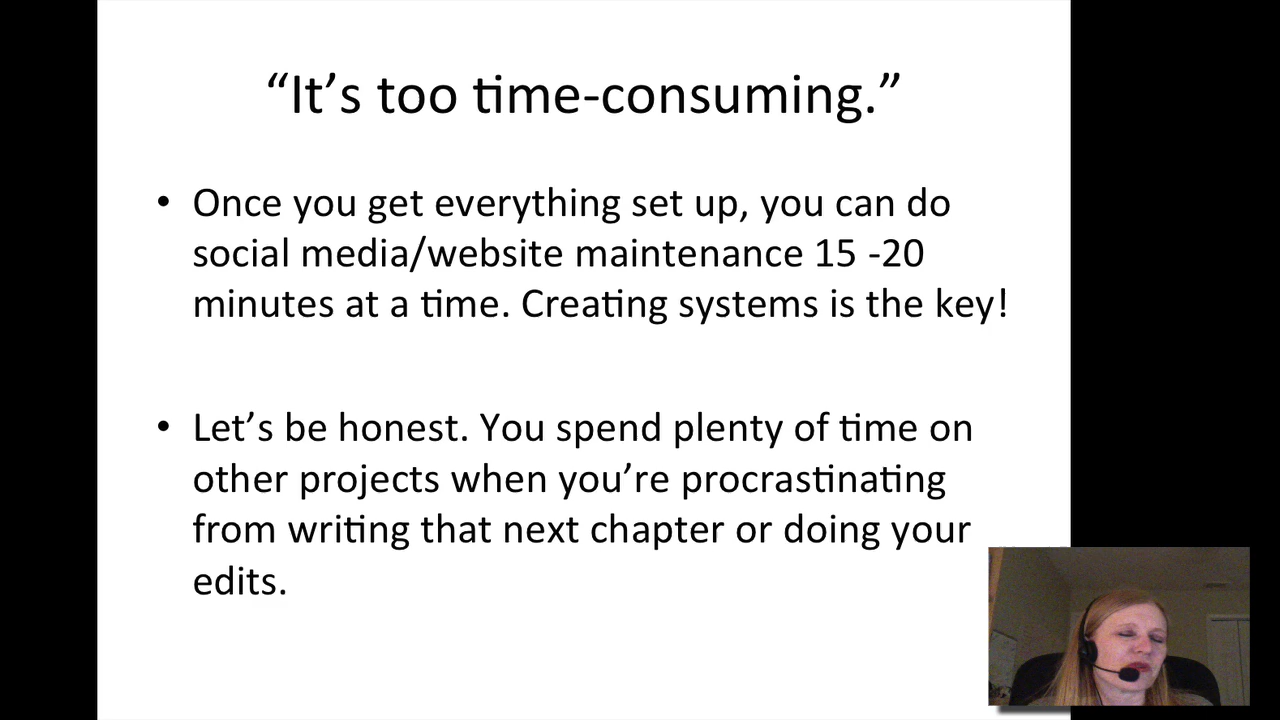 “It’s too time-consuming.”
• Once you get everything set up, you can do
social media/website maintenance 15 -20
minutes at a time. Creating systems is the key!
• Let’s be honest. You spend plenty of time on
other projects when you’re procrastinating
from writing that next chapter or doing your
edits.